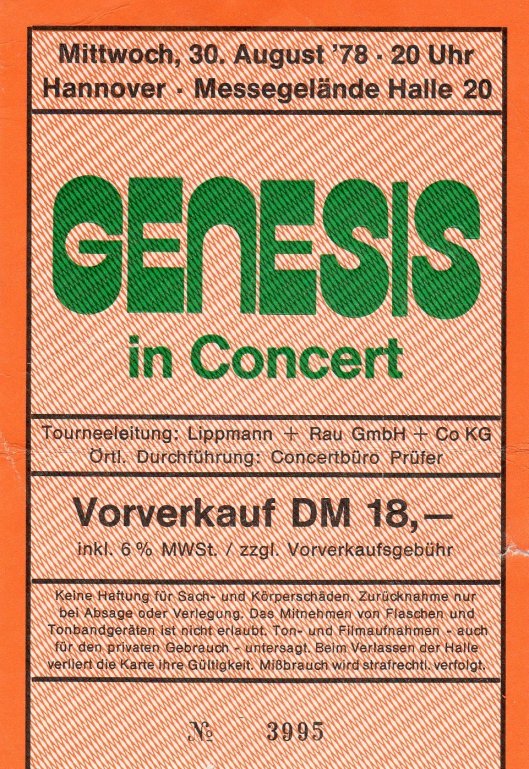 Mittwoch, 30. August '78 · 20 Uhr
Hannover · Messegelände Halle 20
GENESIS
in Concert
Tourneeleitung: Lippmann + Rau GmbH + Co KG
Örtl. Durchführung: Concertbüro Prüfer
Vorverkauf DM 18,—
inkl. 6 % MWSt. / zzgl. Vorverkaufsgebühr
Keine Haftung für Sach- und Körperschäden. Zurücknahme nur
bei Absage oder Verlegung. Das Mitnehmen von Flaschen und
Tonbandgeräten ist nicht erlaubt. Ton- und Filmaufnahmen - auch
für den privaten Gebrauch - untersagt. Beim Verlassen der Halle
verliert die Karte ihre Gültigkeit. Mißbrauch wird strafrechtl. verfolgt.
№ 3995